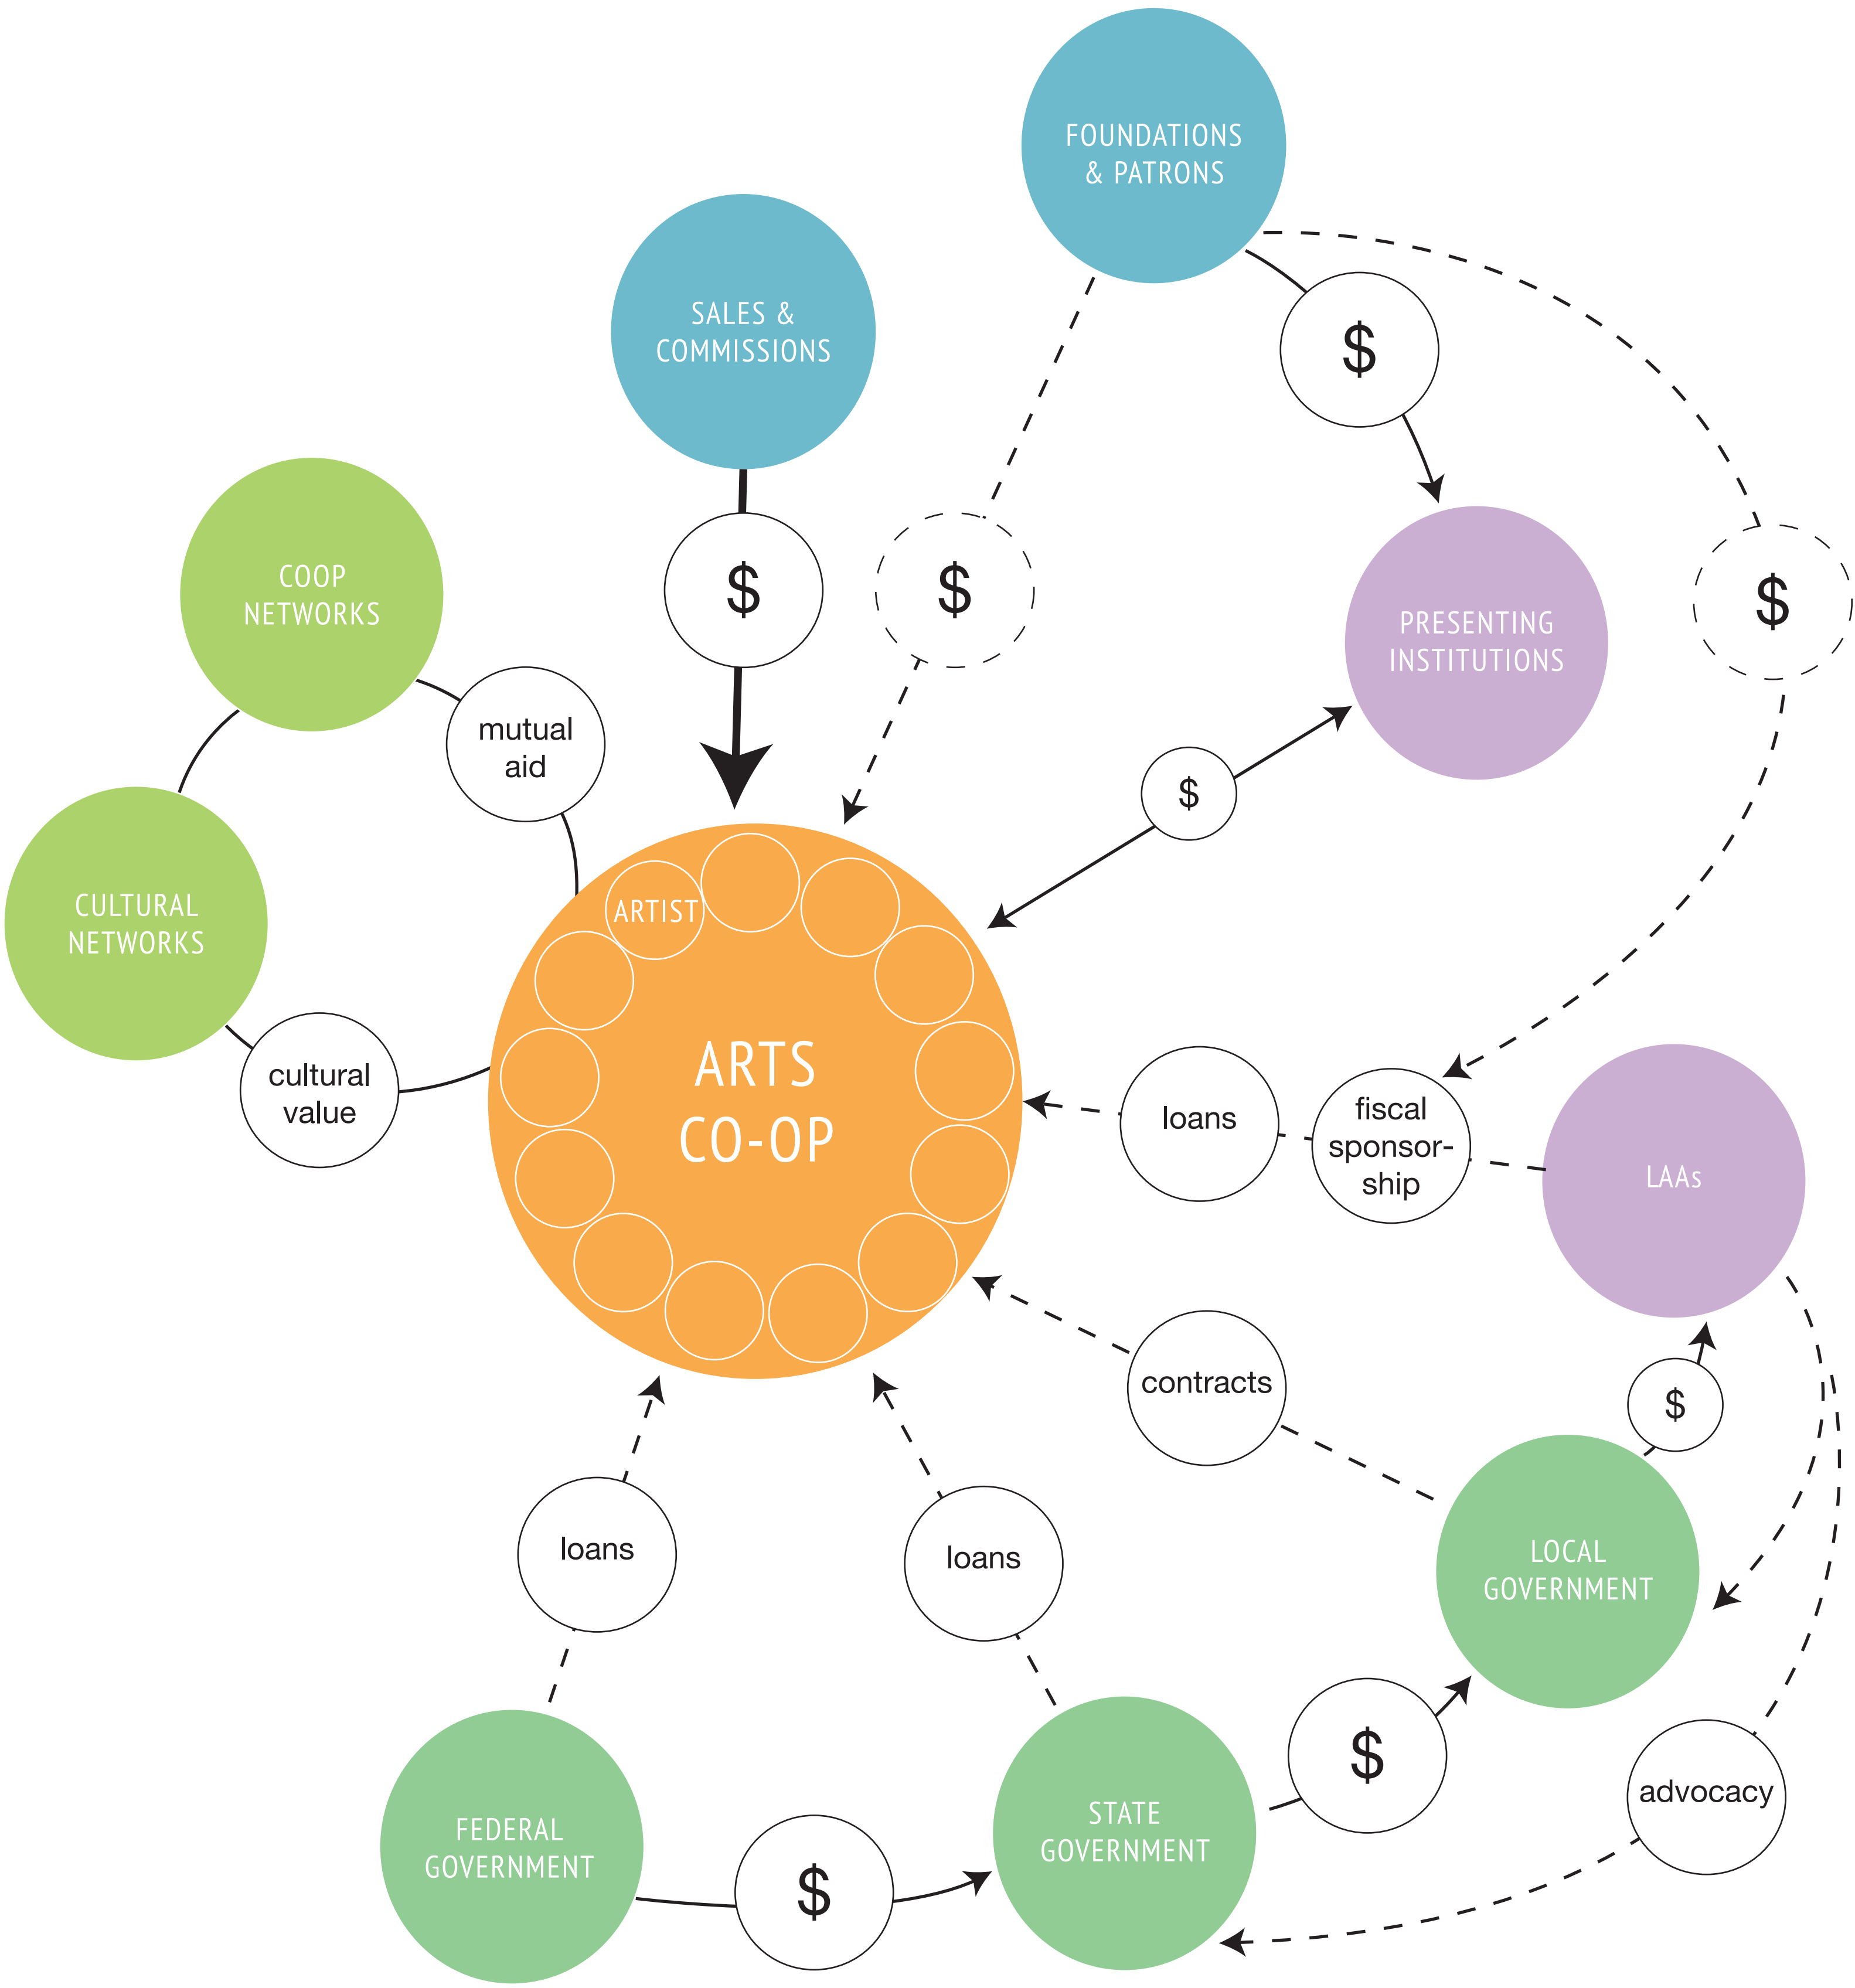 FOUNDATIONS
& PATRONS
SALES &
COMMISSIONS
$
COOP
NETWORKS
$
$
$
PRESENTING
INSTITUTIONS
mutual
aid
$
CULTURAL
NETWORKS
ARTIST
cultural
value
ARTS
CO-OP
loans
fiscal
sponsor-
ship
LAAs
contracts
$
loans
loans
LOCAL
GOVERNMENT
$
advocacy
FEDERAL
GOVERNMENT
$
STATE
GOVERNMENT